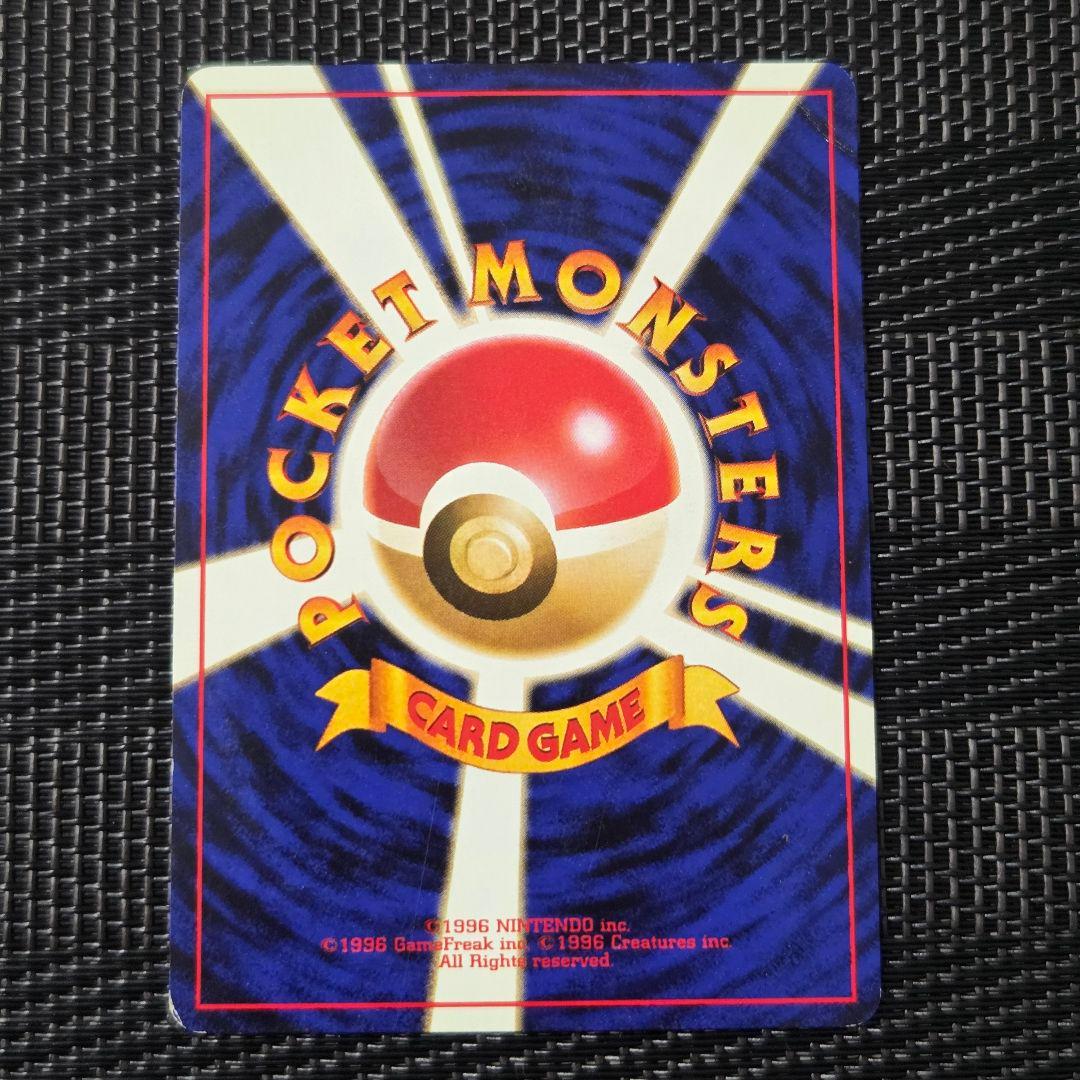 POCKET MONSTERS
CARD GAME
©1996 NINTENDO inc.
©1996 GameFreak inc. ©1996 Creatures inc.
All Rights reserved.